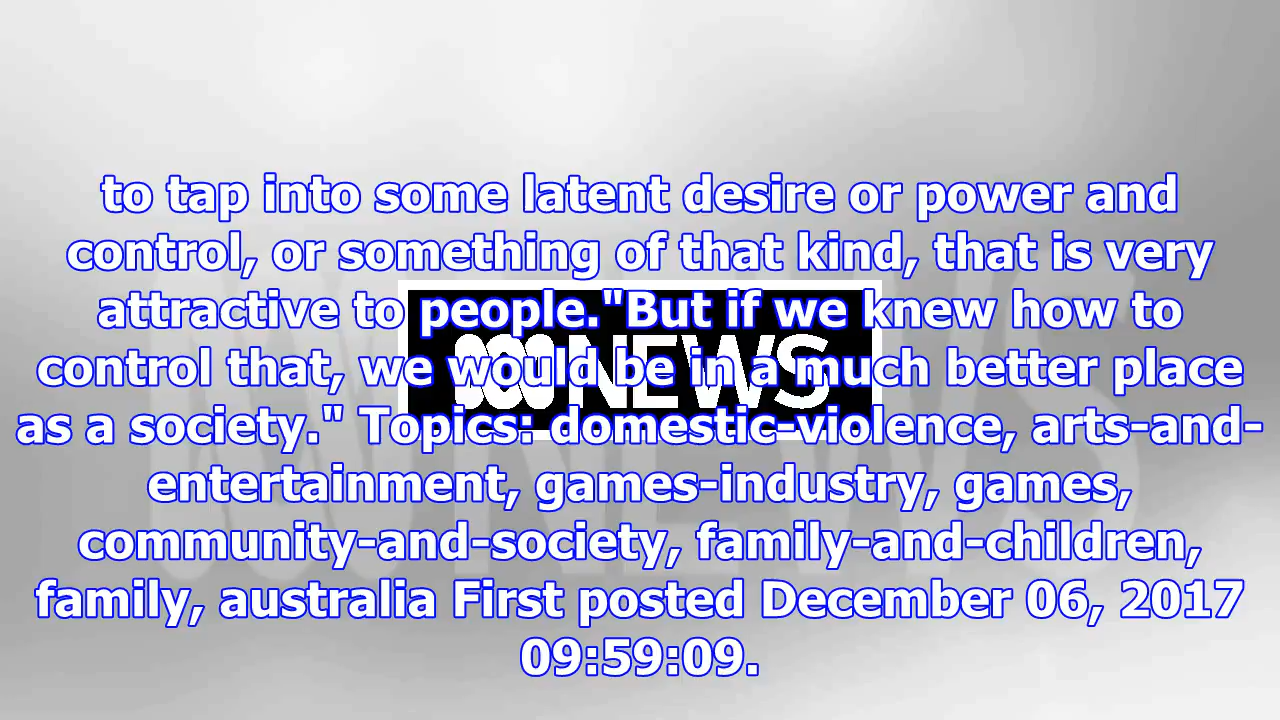 to tap into some latent desire or power and
control, or something of that kind, that is very
attractive to people."But if we knew how to
control that, we would be in a much better place
as a society." Topics: domestic-violence, arts-and-
entertainment, games-industry, games,
community-and-society, family-and-children,
family, australia First posted December 06, 2017
09:59:09.
NEWS
NEWS